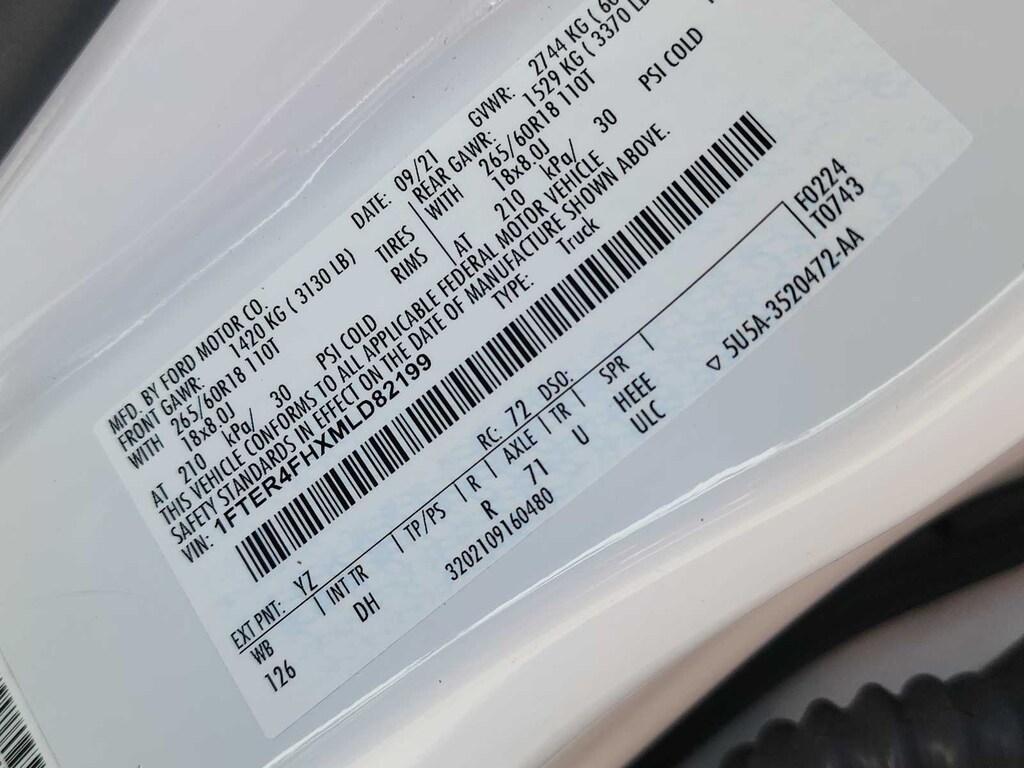 MFD. BY FORD MOTOR CO.
DATE: 09/21 GVWR: 2744 KG
FRONT GAWR: 1420 KG ( 3130 LB) REAR GAWR: 1529 KG ( 3370
WITH 265/60R18 110T TIRES WITH 265/60R18 110T
18x8.0J RIMS 18x8.0J
AT 210 kPa/ 30 PSI COLD AT 210 kPa/ 30 PSI COLD
THIS VEHICLE CONFORMS TO ALL APPLICABLE FEDERAL MOTOR VEHICLE
SAFETY STANDARDS IN EFFECT ON THE DATE OF MANUFACTURE SHOWN ABOVE.
VIN: 1FTER4FHXMLD82199 TYPE: Truck
F0224
T0743
EXT PNT: YZ RC: 72 DSO:
WB INT TR TP/PS R AXLE TR SPR
126 DH R 71 U HEEE
ULC
3202109160480 ▽ 5U5A-3520472-AA